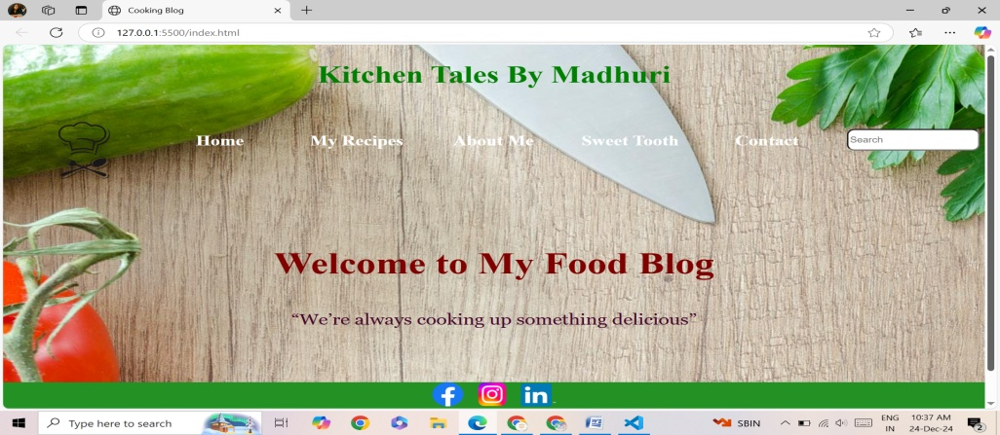 Cooking Blog
127.0.0.1:5500/index.html
Kitchen Tales By Madhuri
Home My Recipes About Me Sweet Tooth Contact Search
Welcome to My Food Blog
“We’re always cooking up something delicious”
f in
Type here to search SBIN ENG IN 10:37 AM 24-Dec-24 2